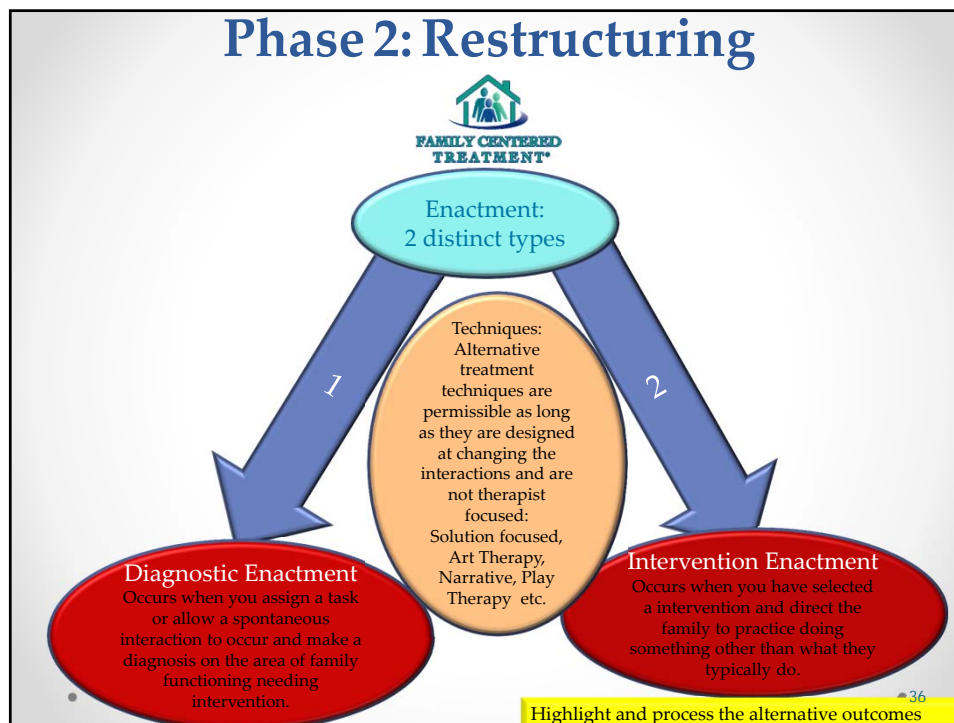 Phase 2: Restructuring
FAMILY CENTERED
TREATMENT®
Enactment:
2 distinct types
1
2
Techniques:
Alternative
treatment
techniques are
permissible as long
as they are designed
at changing the
interactions and are
not therapist
focused:
Solution focused,
Art Therapy,
Narrative, Play
Therapy etc.
Diagnostic Enactment
Occurs when you assign a task
or allow a spontaneous
interaction to occur and make a
diagnosis on the area of family
functioning needing
intervention.
Intervention Enactment
Occurs when you have selected
a intervention and direct the
family to practice doing
something other than what they
typically do.
36
Highlight and process the alternative outcomes